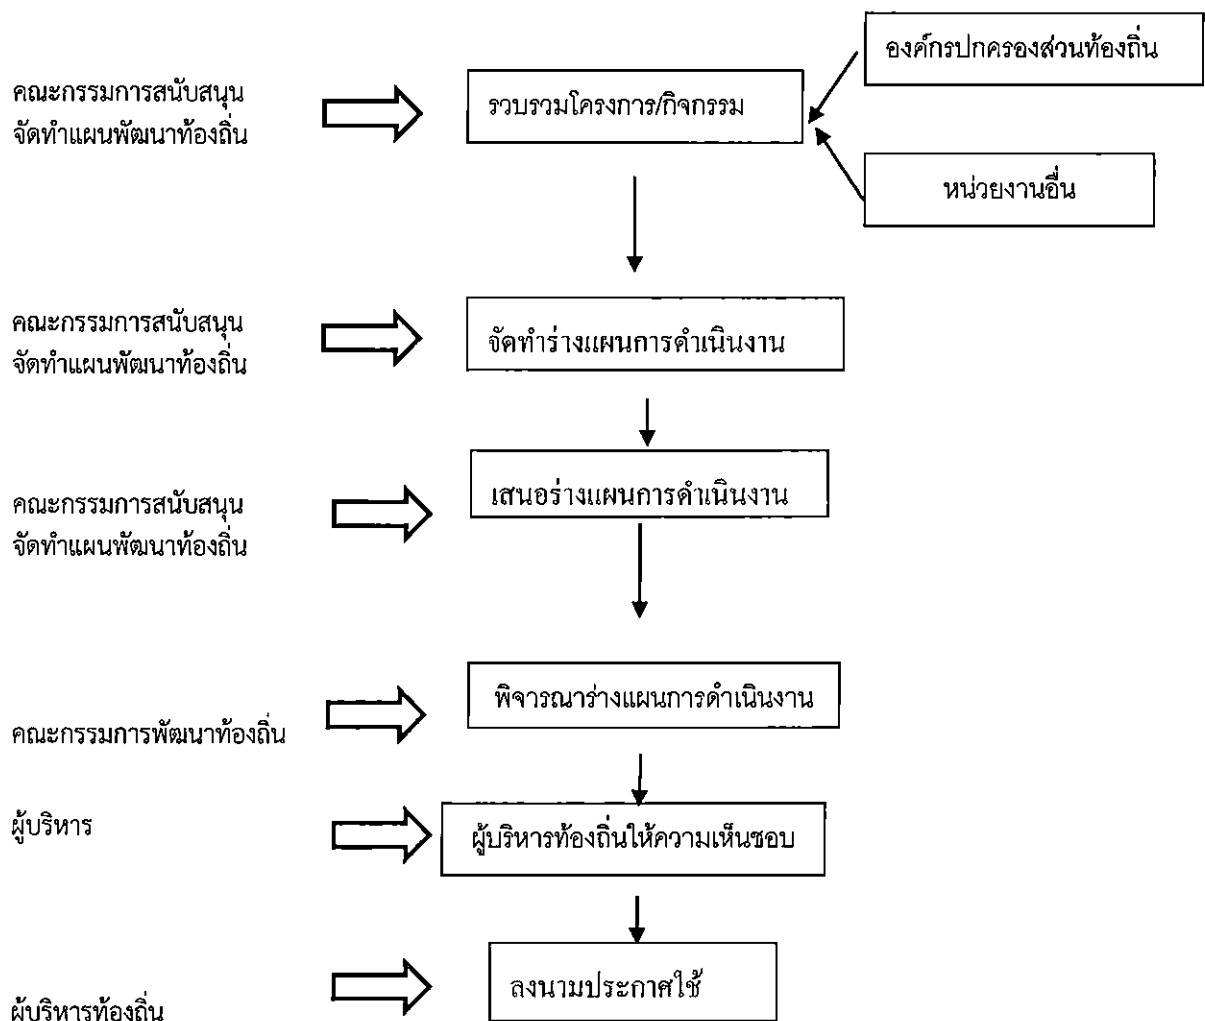 องค์กรปกครองส่วนท้องถิ่น
คณะกรรมการสนับสนุน
จัดทำแผนพัฒนาท้องถิ่น
รวบรวมโครงการ/กิจกรรม
หน่วยงานอื่น
คณะกรรมการสนับสนุน
จัดทำแผนพัฒนาท้องถิ่น
จัดทำร่างแผนการดำเนินงาน
คณะกรรมการสนับสนุน
จัดทำแผนพัฒนาท้องถิ่น
เสนอร่างแผนการดำเนินงาน
คณะกรรมการพัฒนาท้องถิ่น
พิจารณาร่างแผนการดำเนินงาน
ผู้บริหาร
ผู้บริหารท้องถิ่นให้ความเห็นชอบ
ผู้บริหารท้องถิ่น
ลงนามประกาศใช้